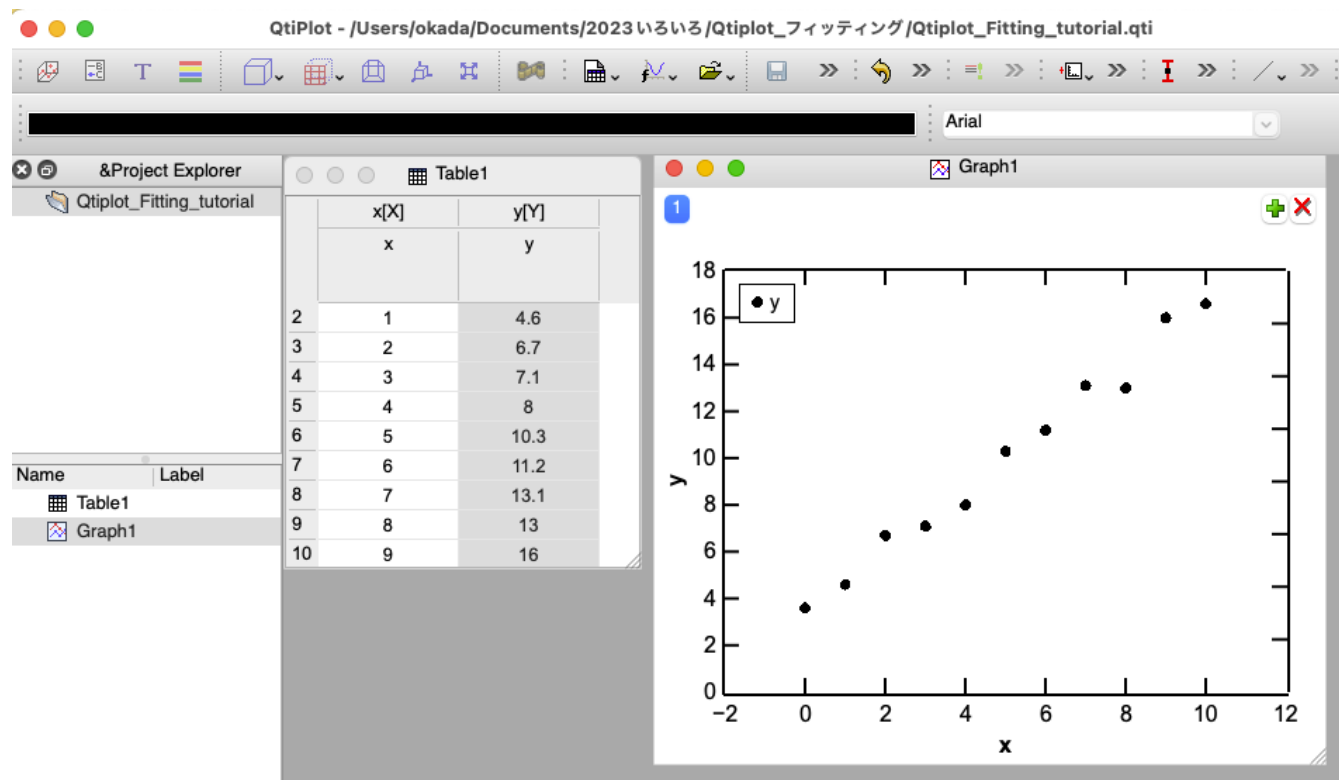 QtiPlot - /Users/okada/Documents/2023いろいろ/Qtiplot_フィッティング/Qtiplot_Fitting_tutorial.qti
T
Arial
&Project Explorer
Qtiplot_Fitting_tutorial
Name Label
Table1
Graph1
Table1
x[X] y[Y]
x y
2 1 4.6
3 2 6.7
4 3 7.1
5 4 8
6 5 10.3
7 6 11.2
8 7 13.1
9 8 13
10 9 16
Graph1
1
y
18
16
14
12
10
8
6
4
2
0
y
−2 0 2 4 6 8 10 12
x